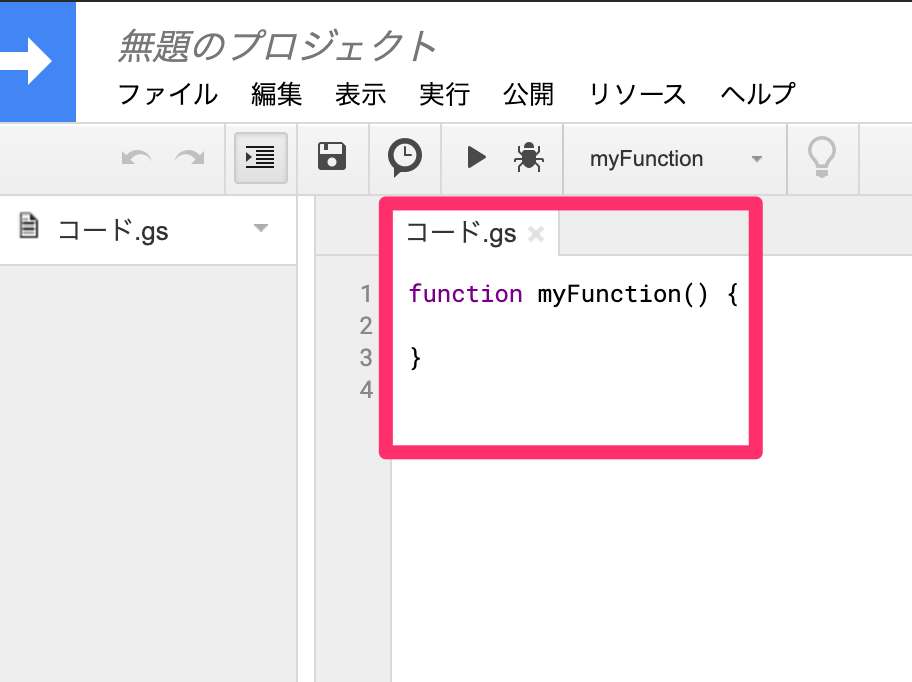 無題のプロジェクト
ファイル 編集 表示 実行 公開 リソース ヘルプ
myFunction
コード.gs
コード.gs
1 function myFunction() {
2
3 }
4